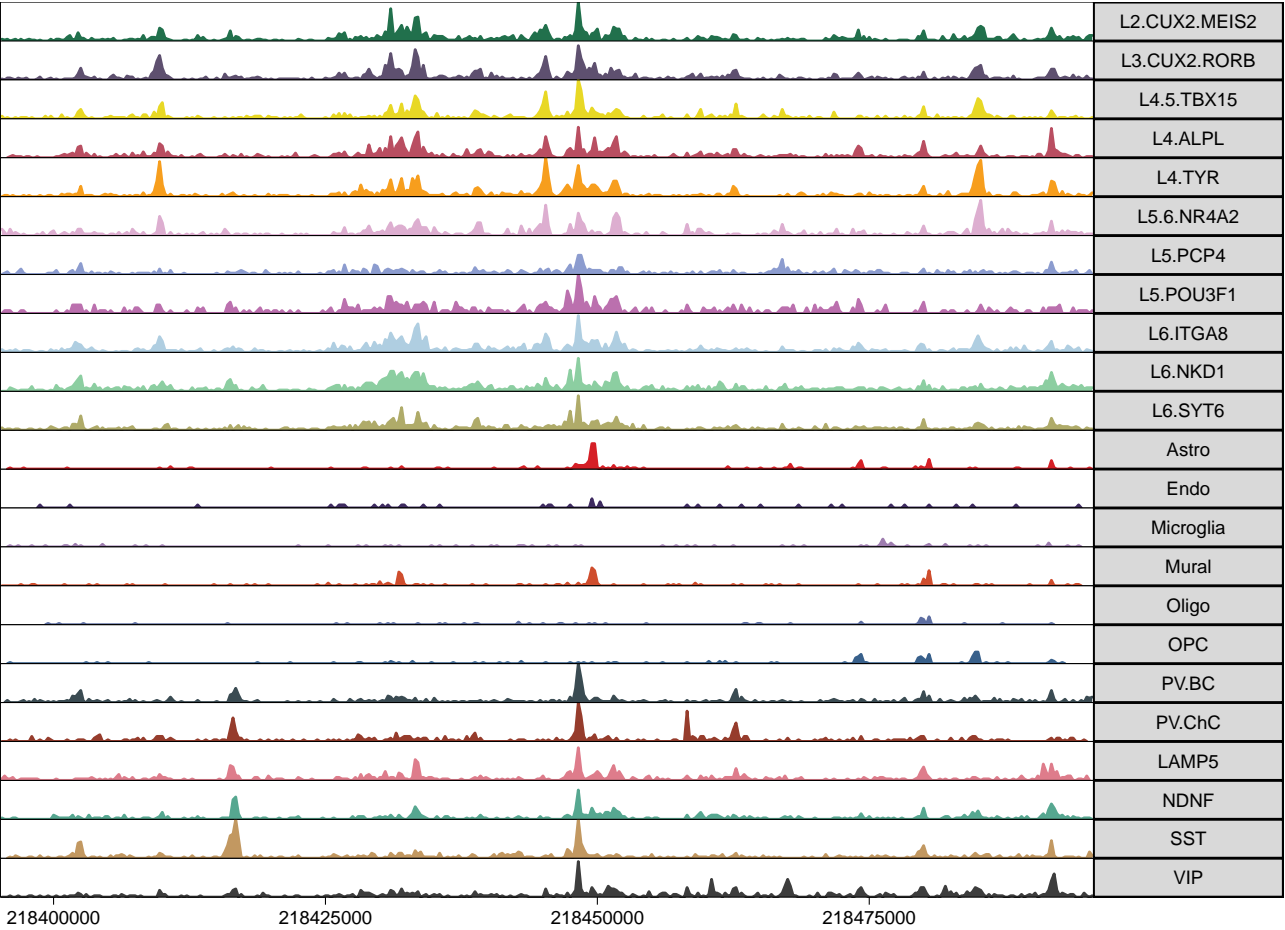 L2.CUX2.MEIS2
L3.CUX2.RORB
L4.5.TBX15
L4.ALPL
L4.TYR
L5.6.NR4A2
L5.PCP4
L5.POU3F1
L6.ITGA8
L6.NKD1
L6.SYT6
Astro
Endo
Microglia
Mural
Oligo
OPC
PV.BC
PV.ChC
LAMP5
NDNF
SST
VIP
218400000 218425000 218450000 218475000